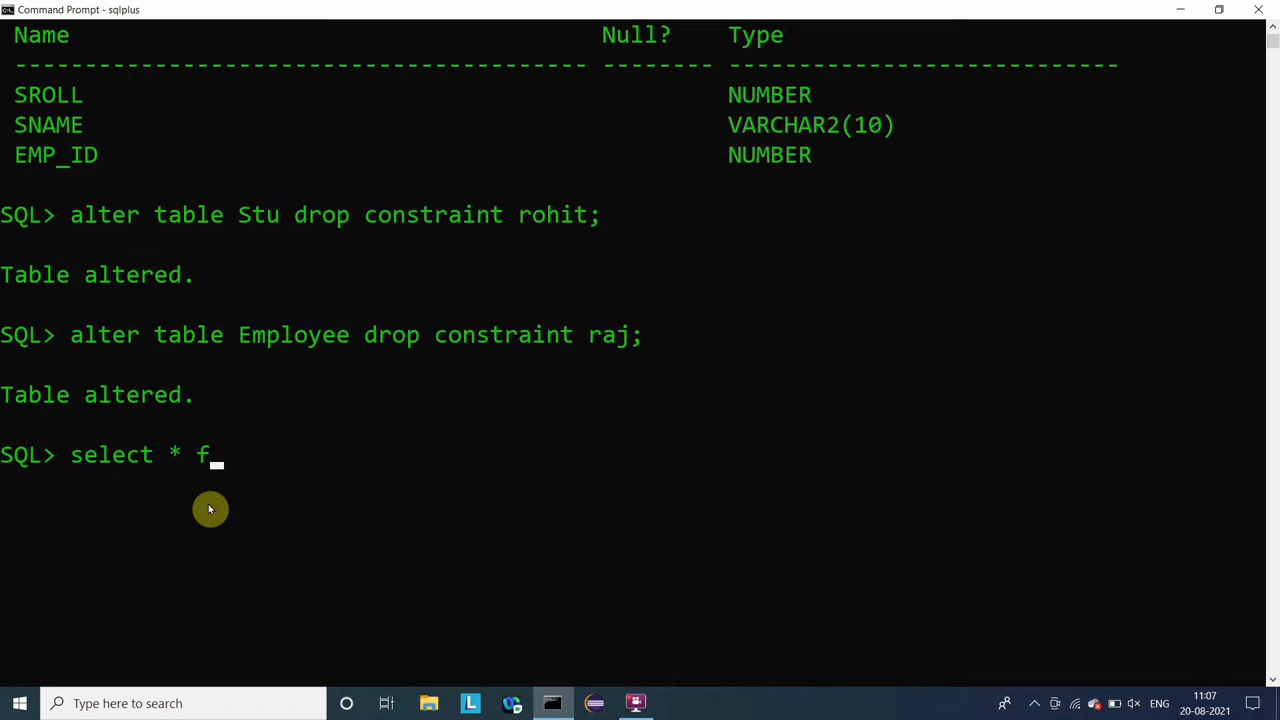 Command Prompt - sqlplus
Name Null? Type
----------------------------------------- -------- ----------------------------
SROLL NUMBER
SNAME VARCHAR2(10)
EMP_ID NUMBER
SQL> alter table Stu drop constraint rohit;
Table altered.
SQL> alter table Employee drop constraint raj;
Table altered.
SQL> select * f_
Type here to search
L
ENG
11:07
20-08-2021